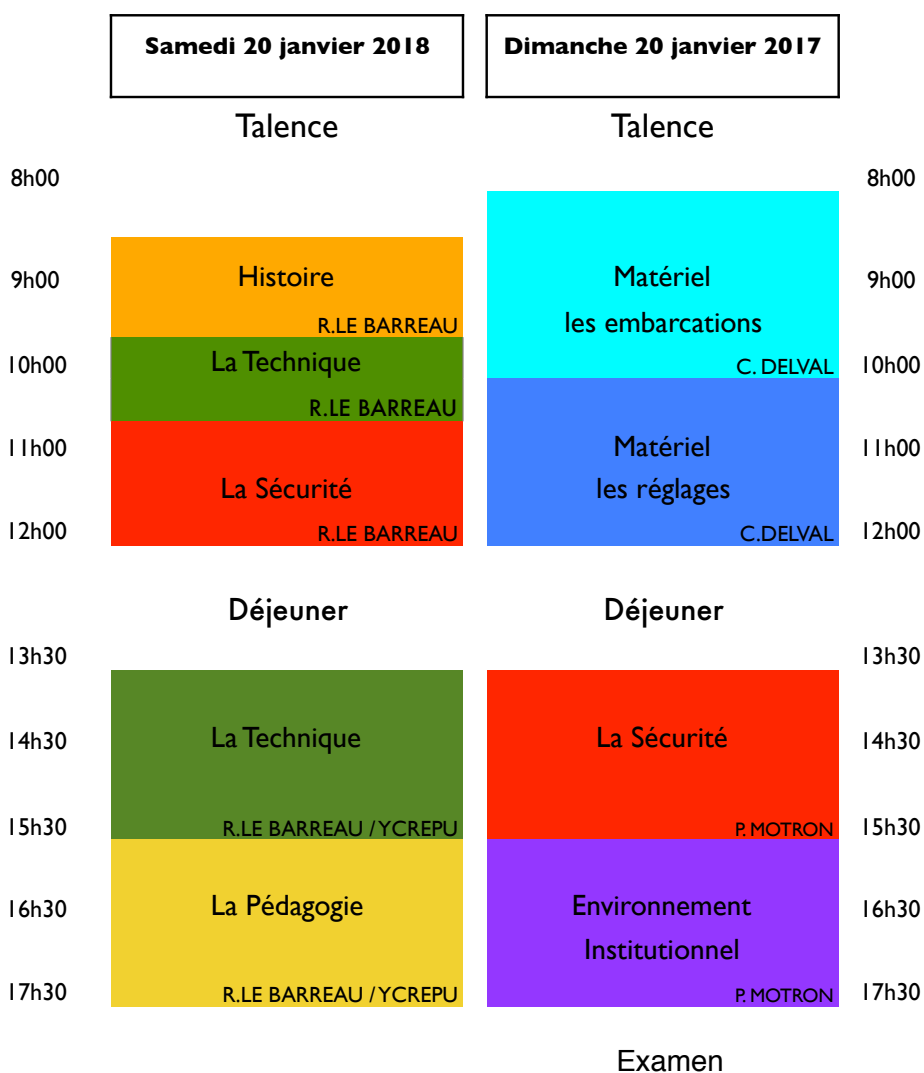 Samedi 20 janvier 2018
Dimanche 20 janvier 2017
Talence
Talence
8h00
8h00
9h00
Histoire
Matériel
9h00
R.LE BARREAU
les embarcations
10h00
La Technique
C. DELVAL
10h00
R.LE BARREAU
11h00
Matériel
11h00
La Sécurité
les réglages
12h00
R.LE BARREAU
C.DELVAL
12h00
Déjeuner
Déjeuner
13h30
13h30
14h30
La Technique
La Sécurité
14h30
15h30
R.LE BARREAU / YCREPU
P. MOTRON
15h30
16h30
La Pédagogie
Environnement
16h30
Institutionnel
17h30
R.LE BARREAU / YCREPU
P. MOTRON
17h30
Examen